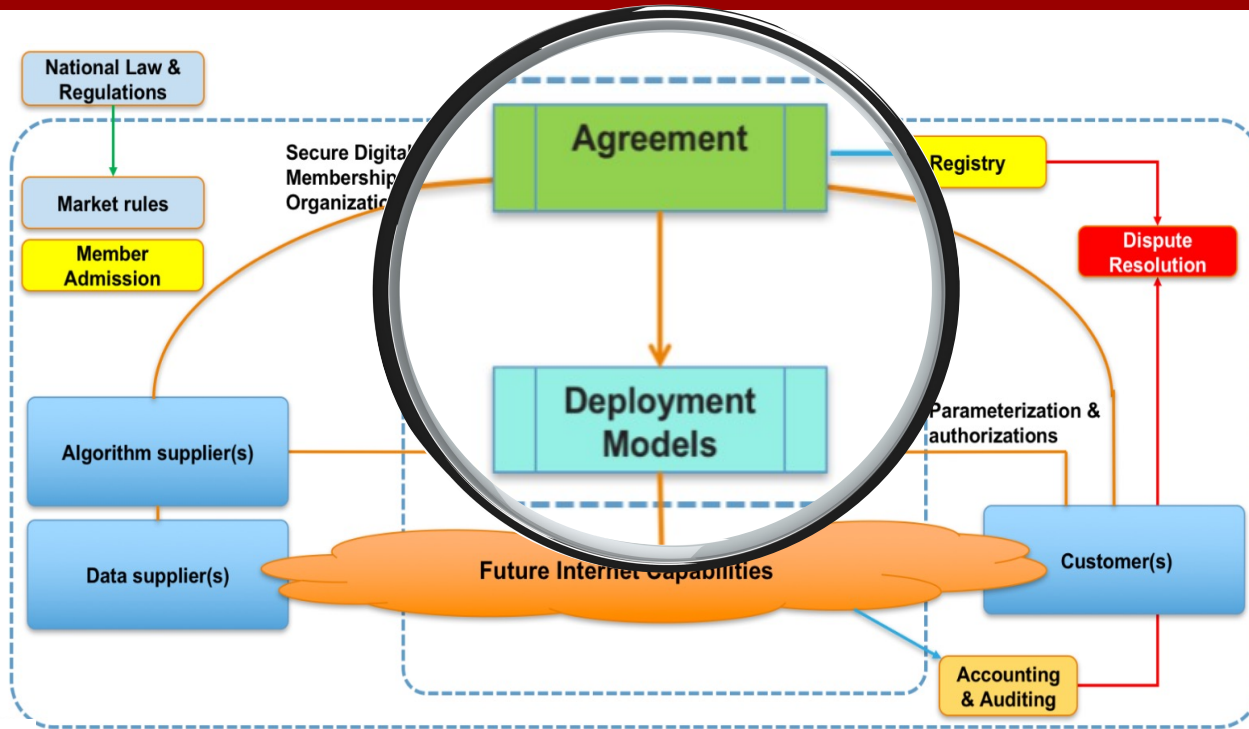 National Law &
Regulations
Market rules
Member
Admission
Secure Digital
Membership
Agreement
Registry
Dispute
Resolution
Deployment
Models
Parameterization &
authorizations
Algorithm supplier(s)
Data supplier(s)
Future Internet Capabilities
Customer(s)
Accounting
& Auditing